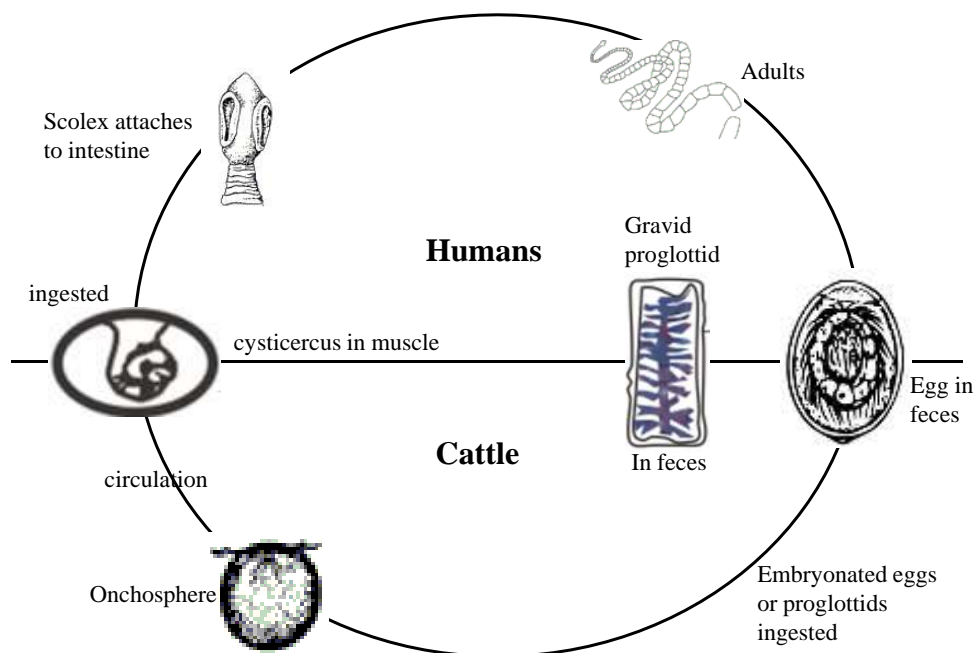 Adults
Scolex attaches
to intestine
Gravid
proglottid
Humans
ingested
cysticercus in muscle
Egg in
feces
Cattle
In feces
circulation
Onchosphere
Embryonated eggs
or proglottids
ingested